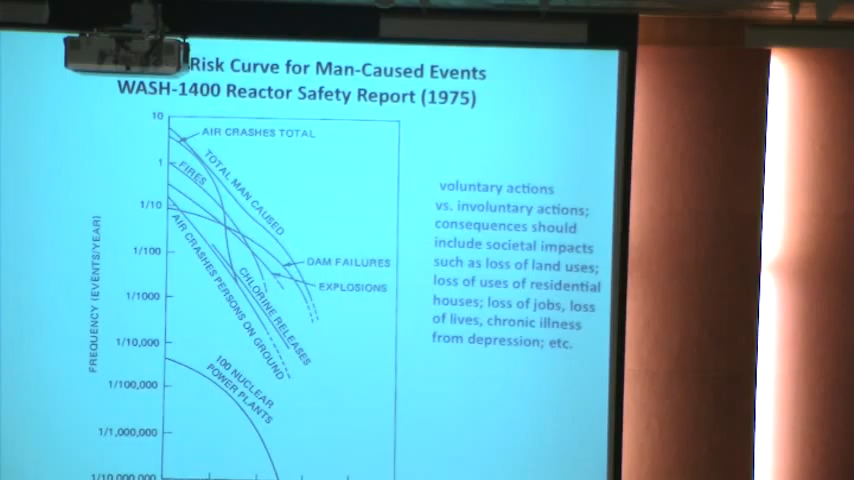 Risk Curve for Man-Caused Events
WASH-1400 Reactor Safety Report (1975)
10
AIR CRASHES TOTAL
TOTAL MAN CAUSED
1
FIRES
1/10
AIR CRASHES PERSONS ON GROUND
1/100
DAM FAILURES
EXPLOSIONS
CHLORINE RELEASES
1/1000
1/10,000
100 NUCLEAR
POWER PLANTS
1/100,000
1/1,000,000
1/10,000,000
FREQUENCY (EVENTS/YEAR)
voluntary actions
vs. involuntary actions;
consequences should
include societal impacts
such as loss of land uses;
loss of uses of residential
houses; loss of jobs, loss
of lives, chronic illness
from depression; etc.